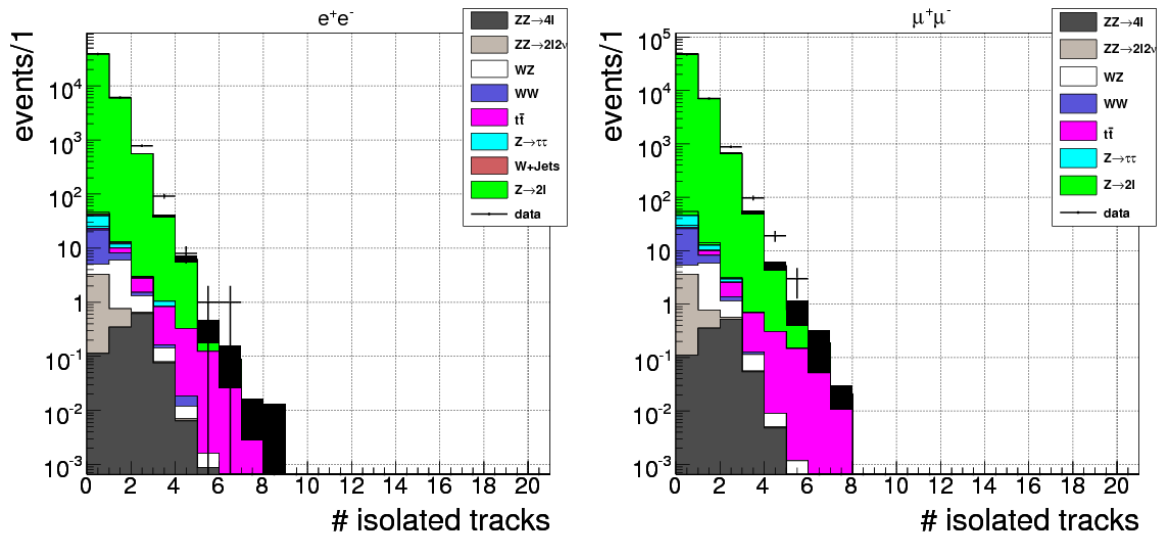 e⁺e⁻
events/1
10⁴
10³
10²
10
1
10⁻¹
10⁻²
10⁻³
0 2 4 6 8 10 12 14 16 18 20
# isolated tracks
ZZ→4l
ZZ→2l2ν
WZ
WW
tt̄
Z→ττ
W+Jets
Z→2l
data
μ⁺μ⁻
events/1
10⁵
10⁴
10³
10²
10
1
10⁻¹
10⁻²
10⁻³
0 2 4 6 8 10 12 14 16 18 20
# isolated tracks
ZZ→4l
ZZ→2l2ν
WZ
WW
tt̄
Z→ττ
Z→2l
data